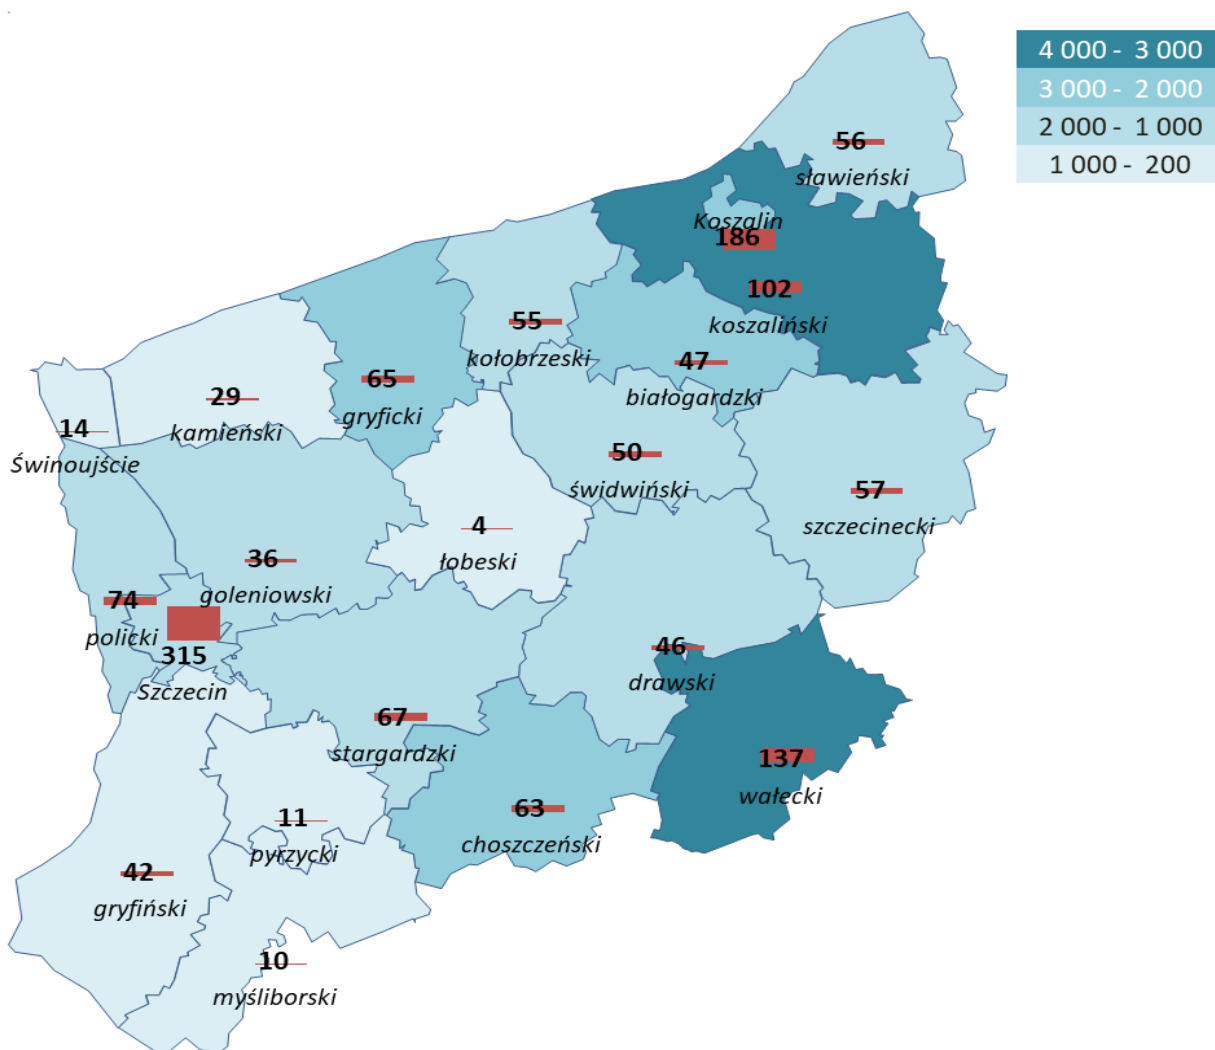 4 000 - 3 000
3 000 - 2 000
2 000 - 1 000
1 000 - 200
56
sławieński
Koszalin
186
102
koszaliński
55
kołobrzeski
47
białogardzki
65
gryficki
29
kamieński
14
Świnoujście
50
świdwiński
57
szczecinecki
4
łobeski
36
goleniowski
74
policki
315
Szczecin
46
drawski
67
stargardzki
137
wałecki
63
choszczeński
11
pyrzycki
42
gryfiński
10
myśliborski